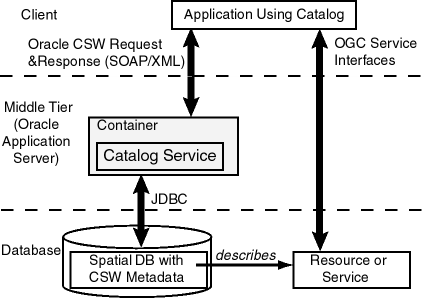 Client
Application Using Catalog
Oracle CSW Request
&Response (SOAP/XML)
OGC Service
Interfaces
Middle Tier
(Oracle
Application
Server)
Container
Catalog Service
JDBC
Database
Spatial DB with
CSW Metadata
describes
Resource or
Service